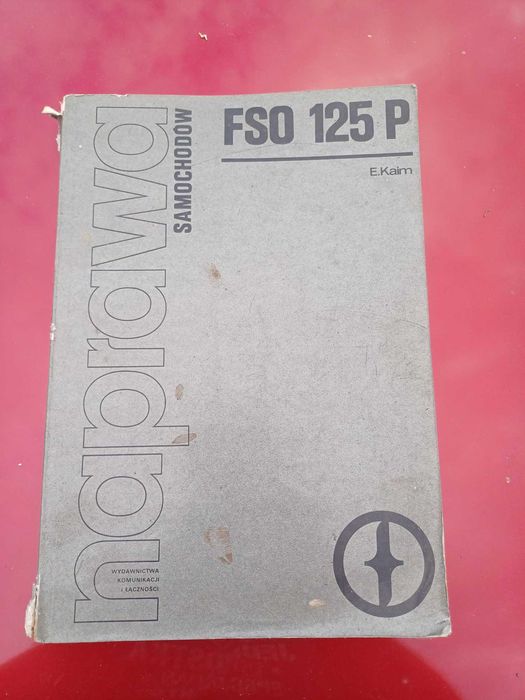 naprawa
SAMOCHODÓW
FSO 125 P
E.Kaim
WYDAWNICTWA
KOMUNIKACJI
I ŁĄCZNOŚCI